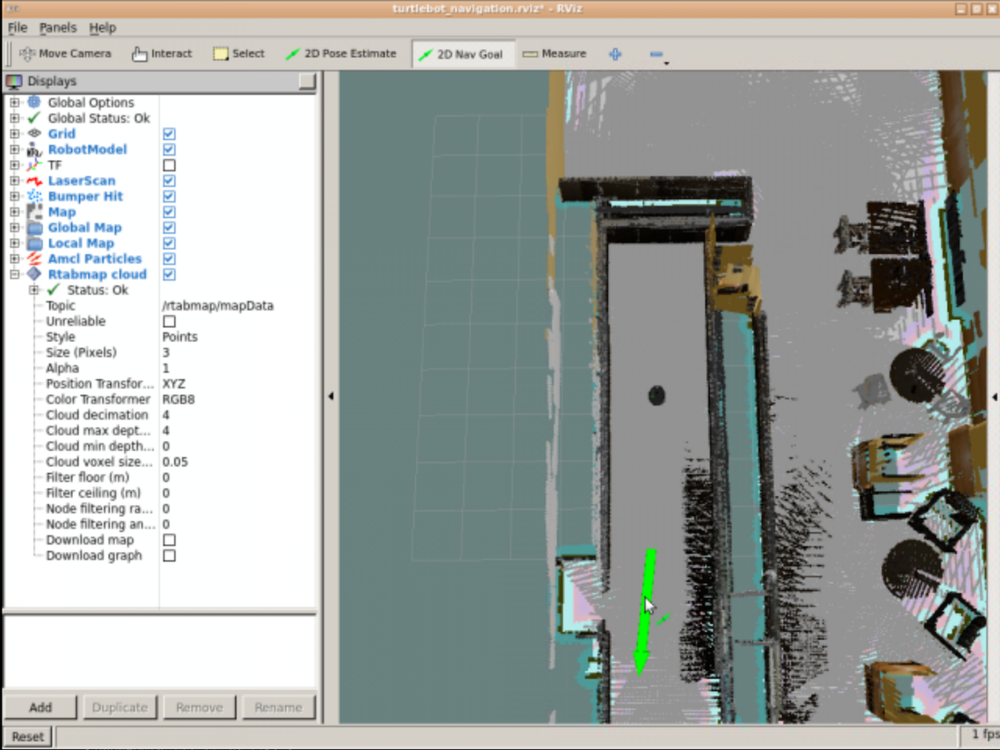 turtlebot_navigation.rviz* - RViz
File Panels Help
Move Camera Interact Select 2D Pose Estimate 2D Nav Goal Measure
Displays
Global Options
Global Status: Ok
Grid
RobotModel
TF
LaserScan
Bumper Hit
Map
Global Map
Local Map
Amcl Particles
Rtabmap cloud
Status: Ok
Topic /rtabmap/mapData
Unreliable
Style Points
Size (Pixels) 3
Alpha 1
Position Transfor... XYZ
Color Transformer RGB8
Cloud decimation 4
Cloud max dept... 4
Cloud min depth... 0
Cloud voxel size... 0.05
Filter floor (m) 0
Filter ceiling (m) 0
Node filtering ra... 0
Node filtering an... 0
Download map
Download graph
Add Duplicate Remove Rename
Reset 1 fps